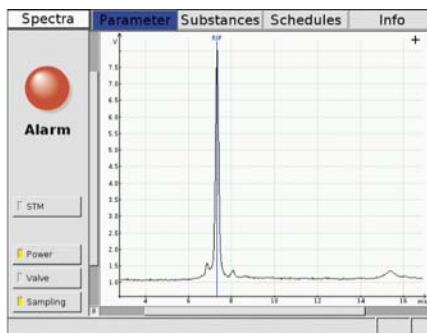 Spectra Parameter Substances Schedules Info
V RIP +
7.5
7.0
6.5
6.0
5.5
5.0
4.5
4.0
3.5
3.0
2.5
2.0
1.5
1.0
4 6 8 10 12 14 16
Alarm
STM
Power
Valve
Sampling